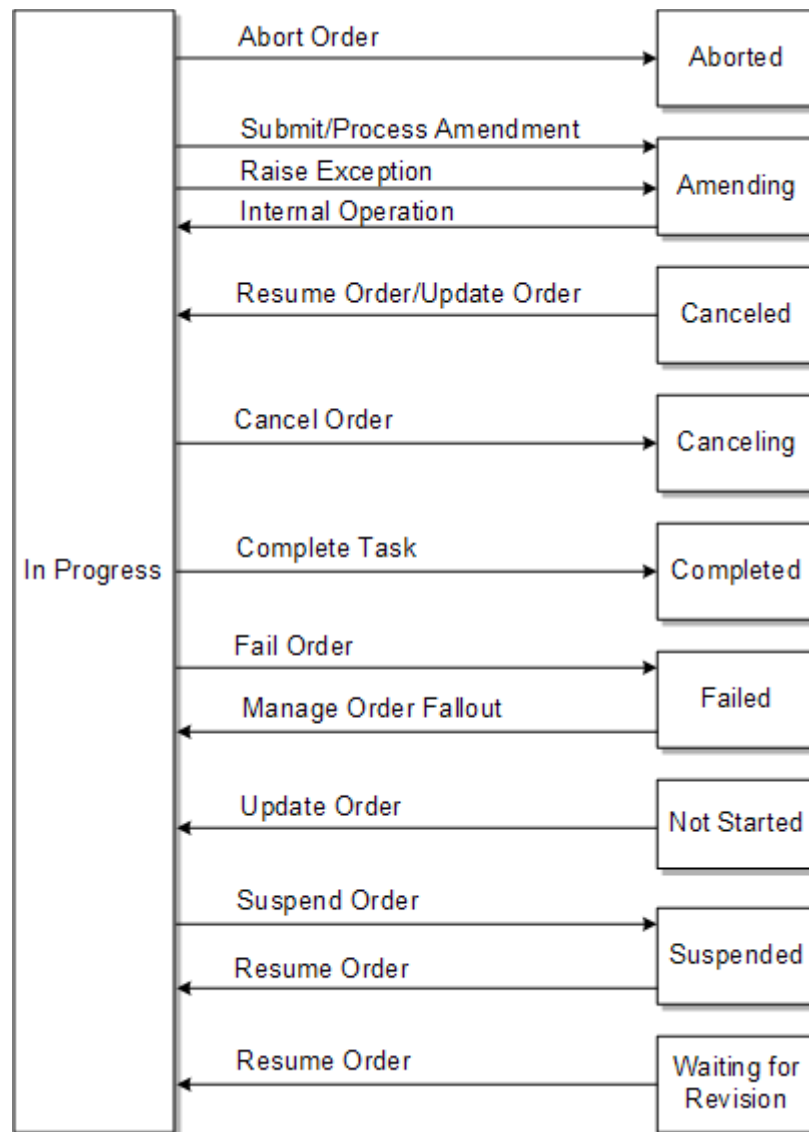 Abort Order
Aborted
Submit/Process Amendment
Raise Exception
Amending
Internal Operation
Resume Order/Update Order
Canceled
Cancel Order
Canceling
Complete Task
In Progress
Completed
Fail Order
Failed
Manage Order Fallout
Update Order
Not Started
Suspend Order
Suspended
Resume Order
Resume Order
Waiting for
Revision